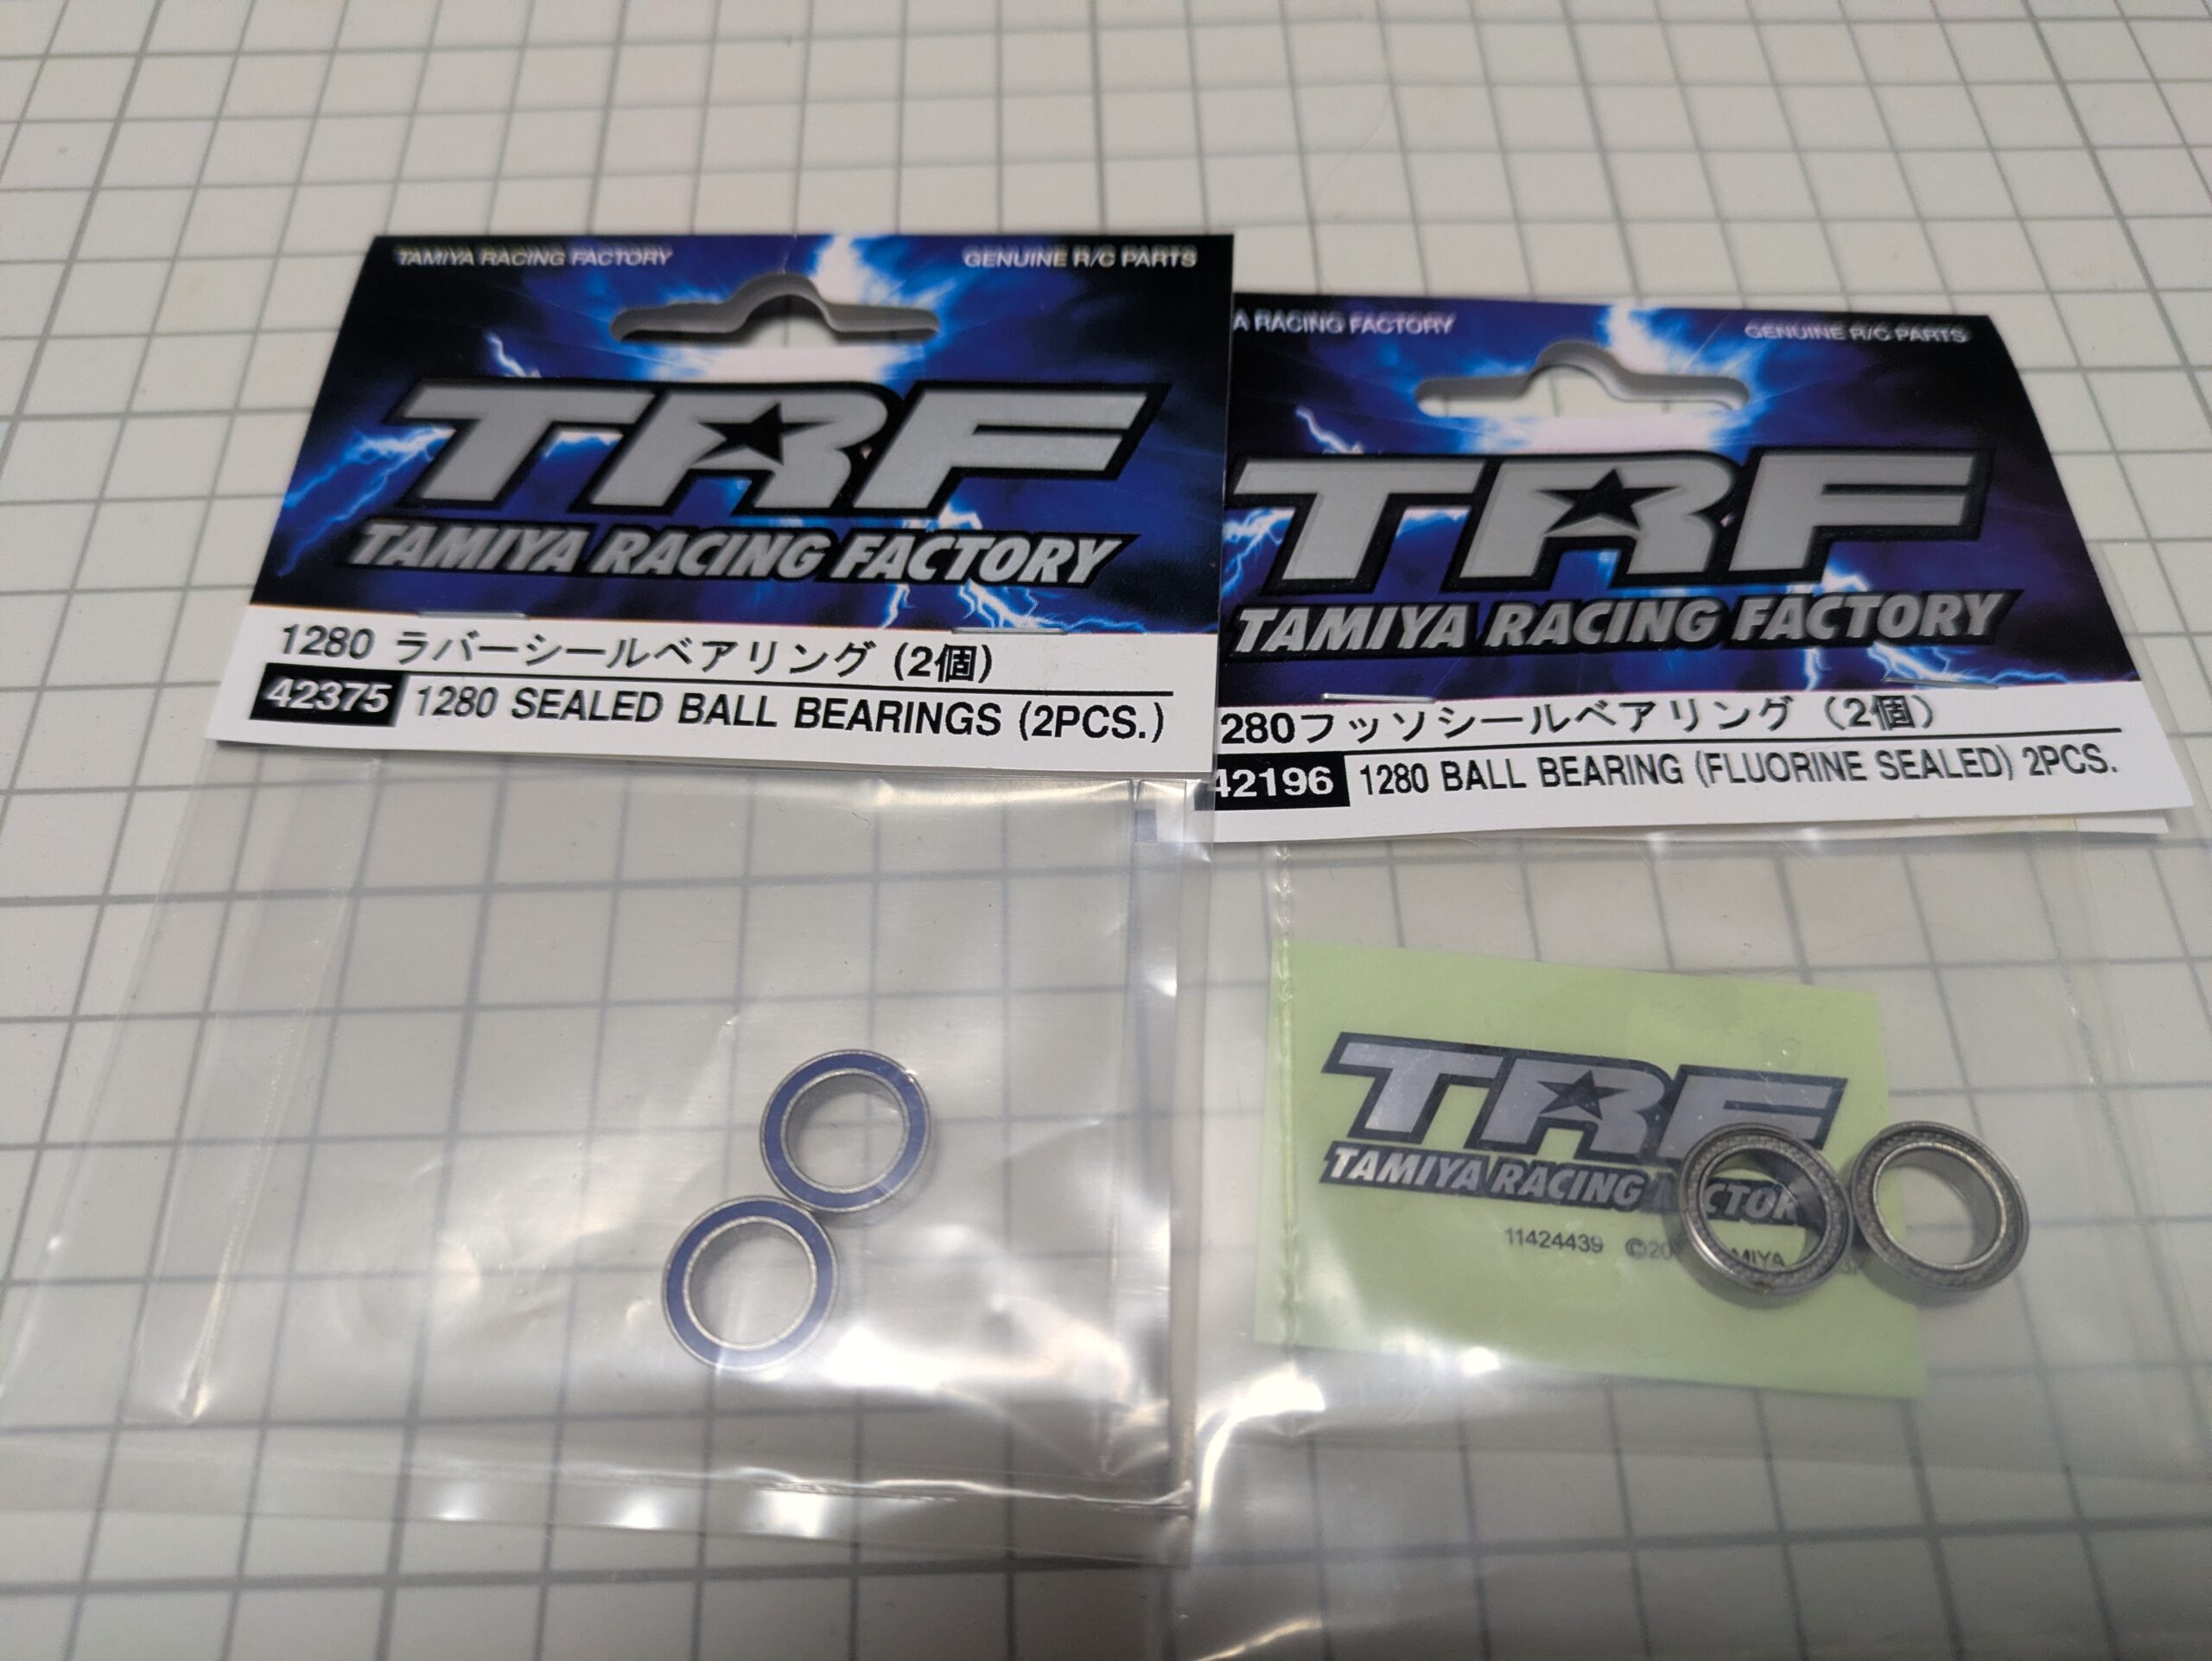 TAMIYA RACING FACTORY GENUINE R/C PARTS
TRF
TAMIYA RACING FACTORY
1280 ラバーシールベアリング (2個)
42375 1280 SEALED BALL BEARINGS (2PCS.)
A RACING FACTORY GENUINE R/C PARTS
TRF
TAMIYA RACING FACTORY
280フッソシールベアリング (2個)
42196 1280 BALL BEARING (FLUORINE SEALED) 2PCS.
TRF
TAMIYA RACING
11424439